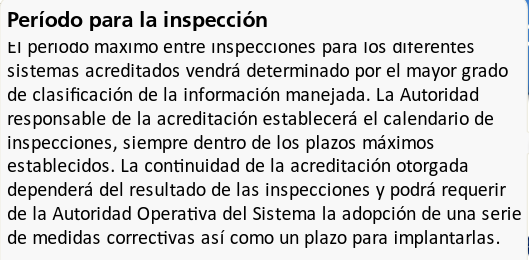 Período para la inspección
El período máximo entre inspecciones para los diferentes
sistemas acreditados vendrá determinado por el mayor grado
de clasificación de la información manejada. La Autoridad
responsable de la acreditación establecerá el calendario de
inspecciones, siempre dentro de los plazos máximos
establecidos. La continuidad de la acreditación otorgada
dependerá del resultado de las inspecciones y podrá requerir
de la Autoridad Operativa del Sistema la adopción de una serie
de medidas correctivas así como un plazo para implantarlas.